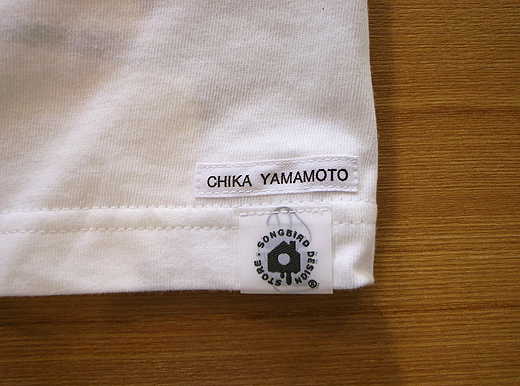 CHIKA YAMAMOTO
SONGBIRD DESIGN STORE ®